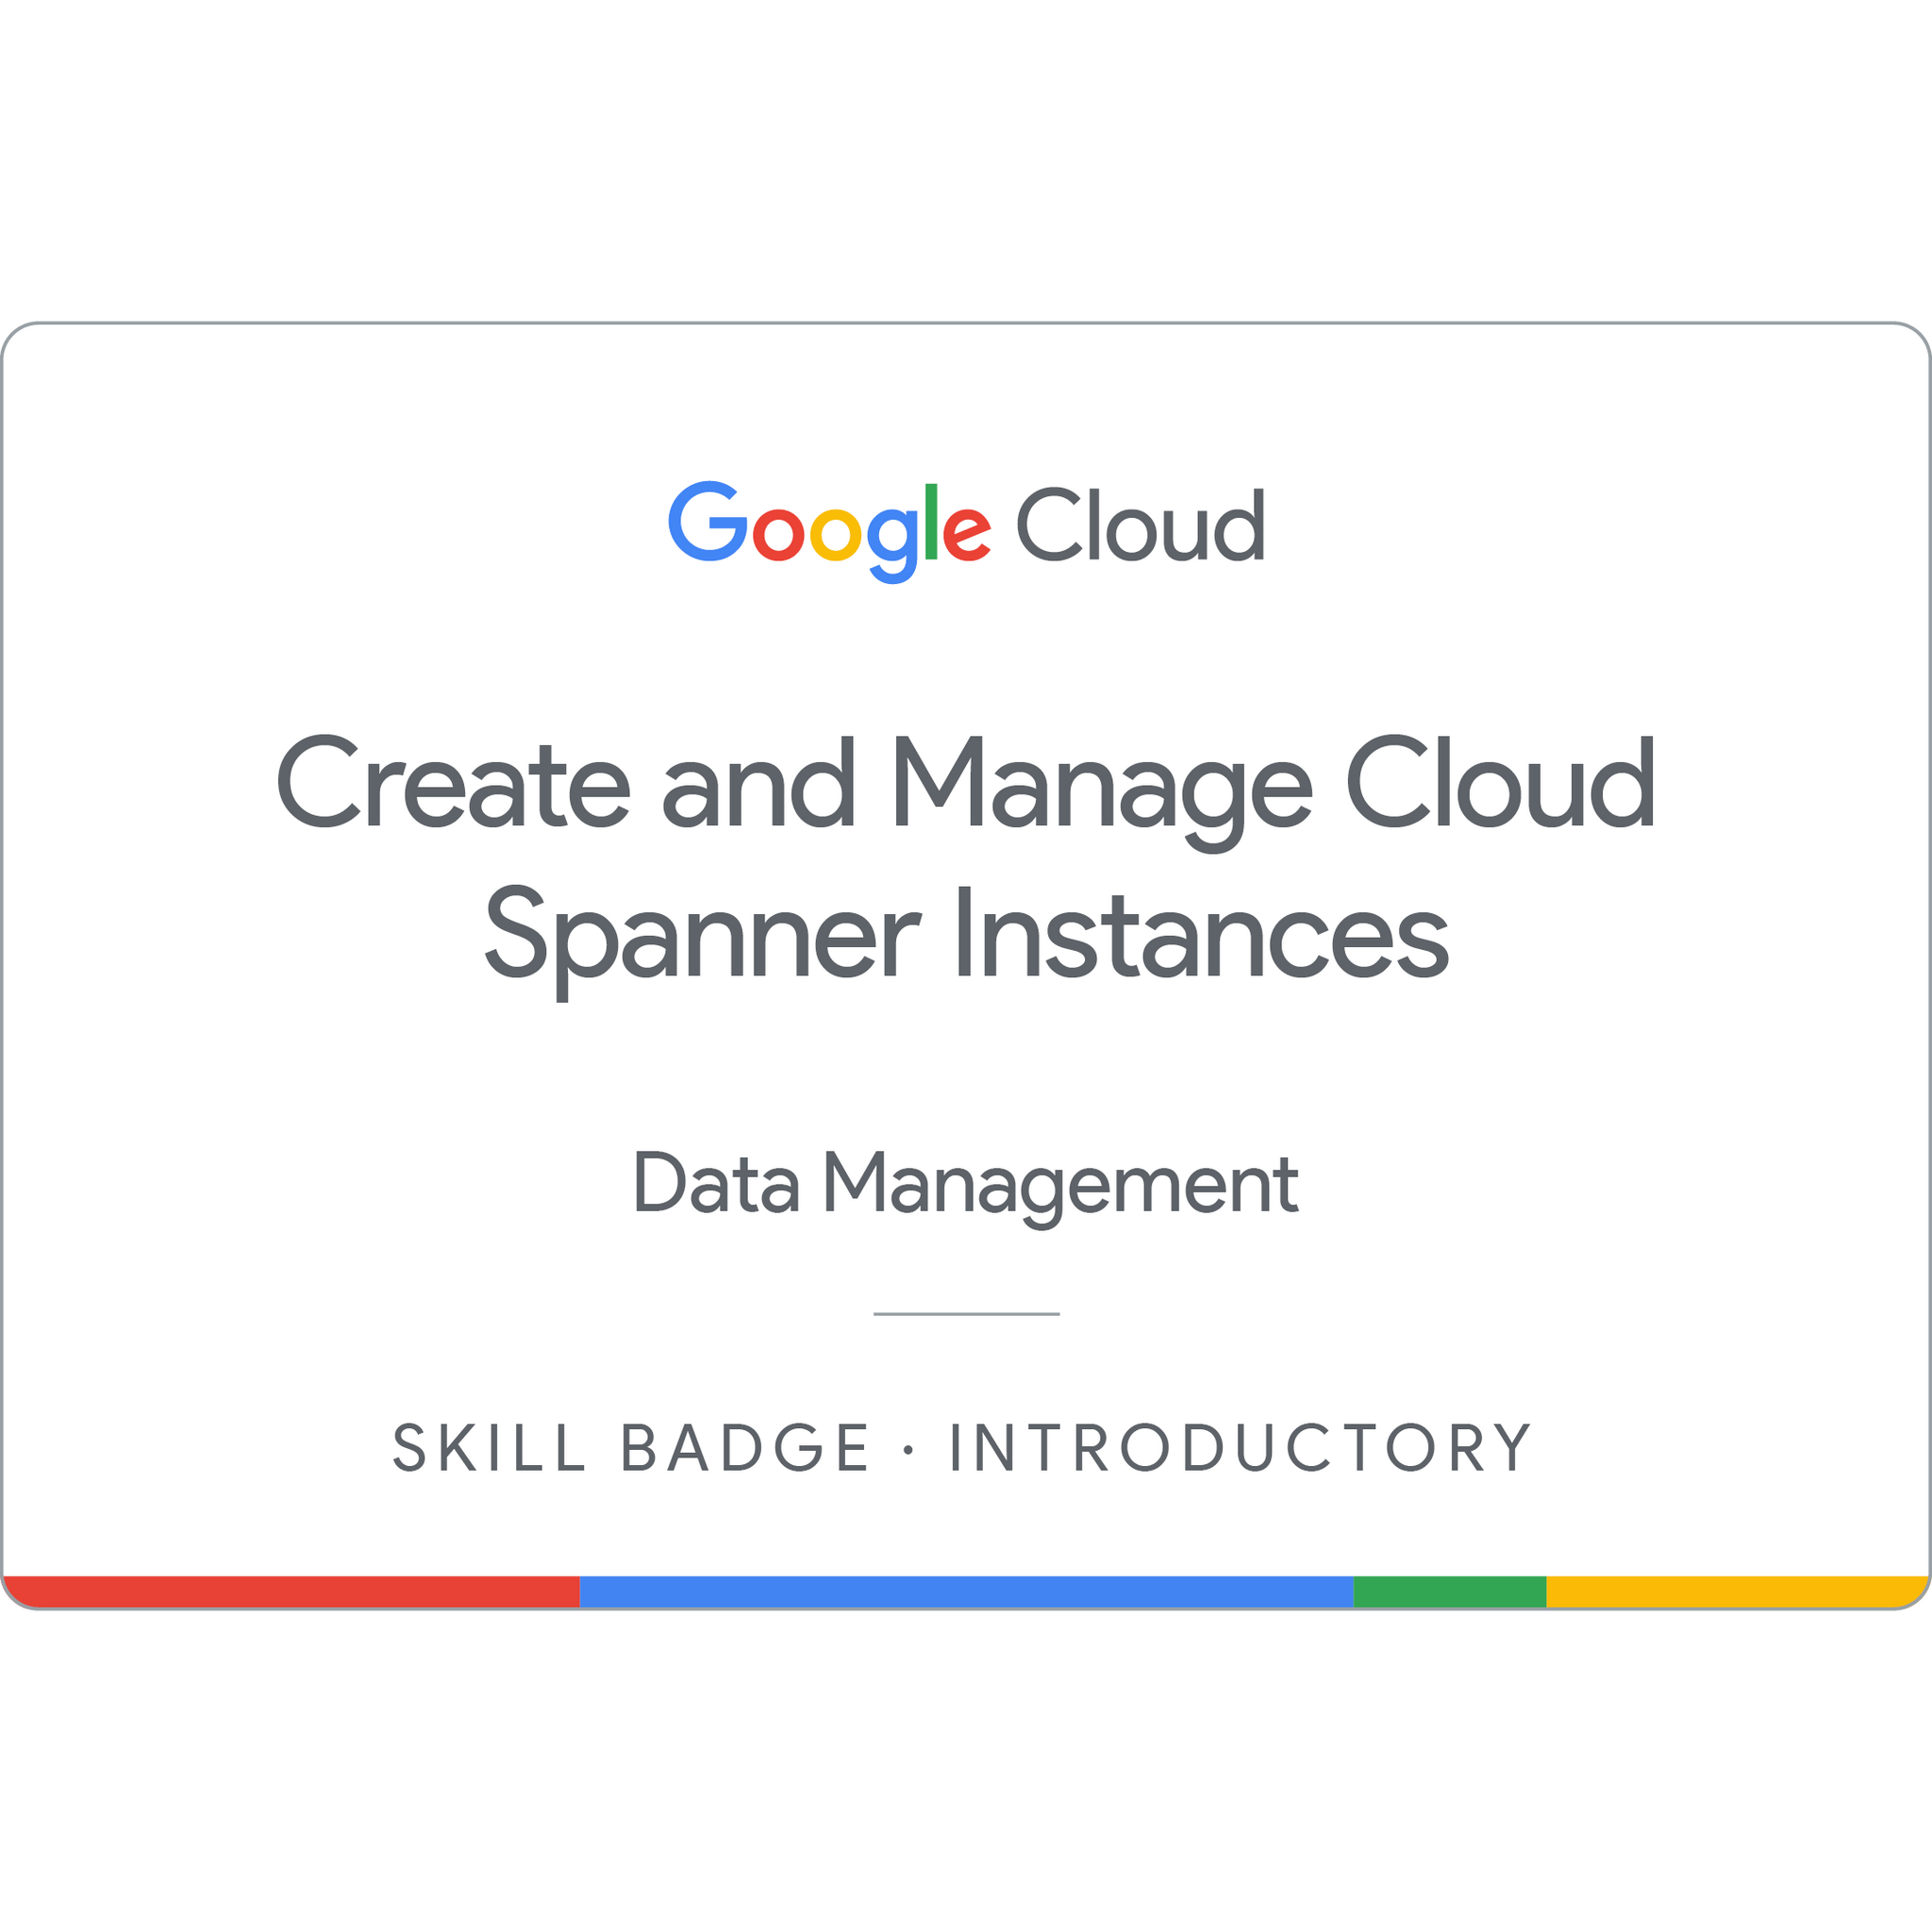 Google Cloud
Create and Manage Cloud
Spanner Instances
Data Management
SKILL BADGE · INTRODUCTORY